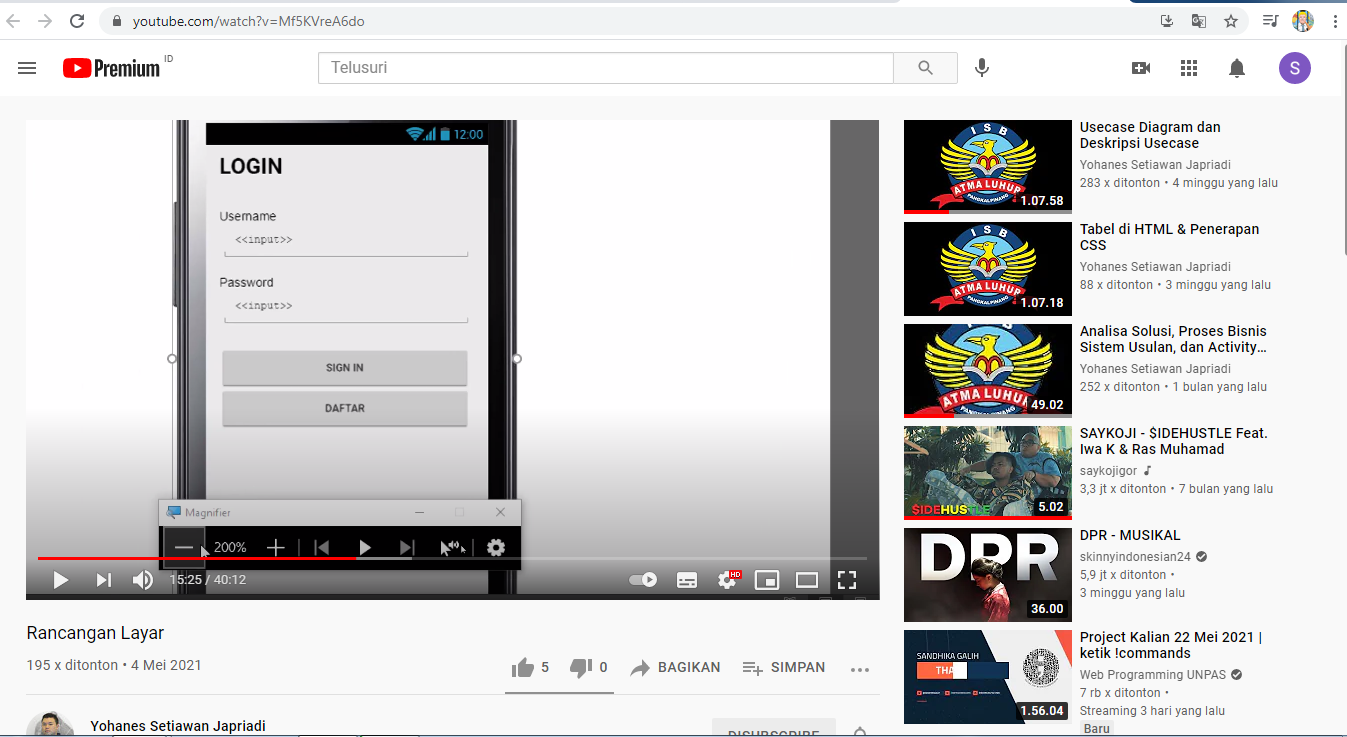 youtube.com/watch?v=Mf5KVreA6do
Premium ID
Telusuri
S
12:00
LOGIN
Username
<<input>>
Password
<<input>>
SIGN IN
DAFTAR
Magnifier
200%
15:25 / 40:12
HD
Rancangan Layar
195 x ditonton • 4 Mei 2021
5
0
BAGIKAN
SIMPAN
Yohanes Setiawan Japriadi
DISUBSCRIBE
ISB
ATMA LUHUR
PANGKALPINANG
1.07.58
Usecase Diagram dan
Deskripsi Usecase
Yohanes Setiawan Japriadi
283 x ditonton • 4 minggu yang lalu
ISB
ATMA LUHUR
PANGKALPINANG
1.07.18
Tabel di HTML & Penerapan
CSS
Yohanes Setiawan Japriadi
88 x ditonton • 3 minggu yang lalu
ATMA LUHUR
49.02
Analisa Solusi, Proses Bisnis
Sistem Usulan, dan Activity…
Yohanes Setiawan Japriadi
252 x ditonton • 1 bulan yang lalu
$IDEHUSTLE
5.02
SAYKOJI - $IDEHUSTLE Feat.
Iwa K & Ras Muhamad
saykojigor
3,3 jt x ditonton • 7 bulan yang lalu
DPR
36.00
DPR - MUSIKAL
skinnyindonesian24
5,9 jt x ditonton •
3 minggu yang lalu
SANDHIKA GALIH
THA
1.56.04
Project Kalian 22 Mei 2021 |
ketik !commands
Web Programming UNPAS
7 rb x ditonton •
Streaming 3 hari yang lalu
Baru